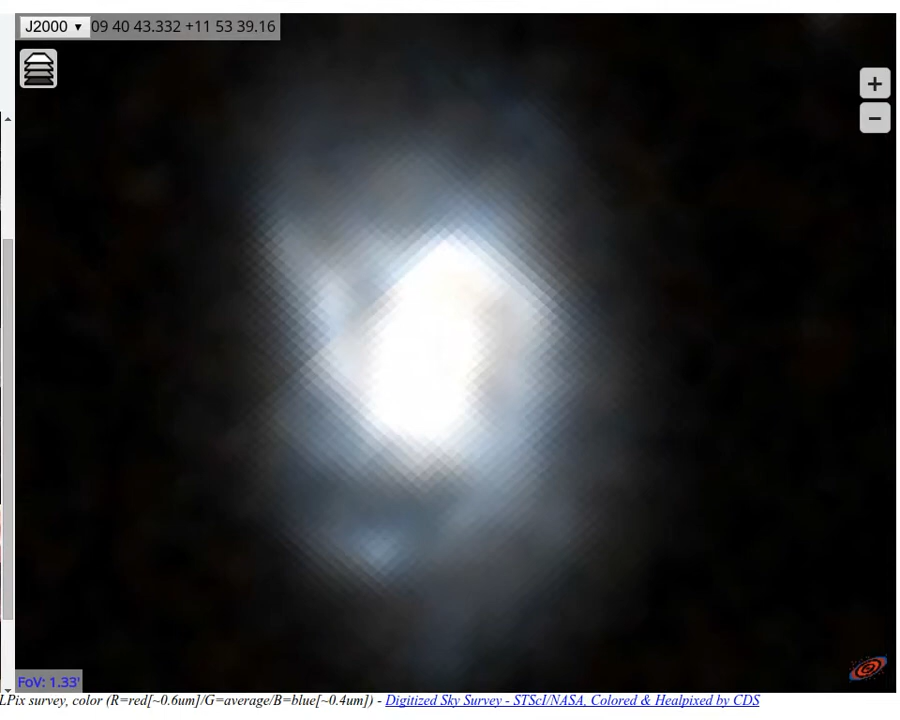 J2000 ▼ 09 40 43.332 +11 53 39.16
+
−
FoV: 1.33'
LPix survey, color (R=red[~0.6um]/G=average/B=blue[~0.4um]) - Digitized Sky Survey - STScI/NASA, Colored & Healpixed by CDS